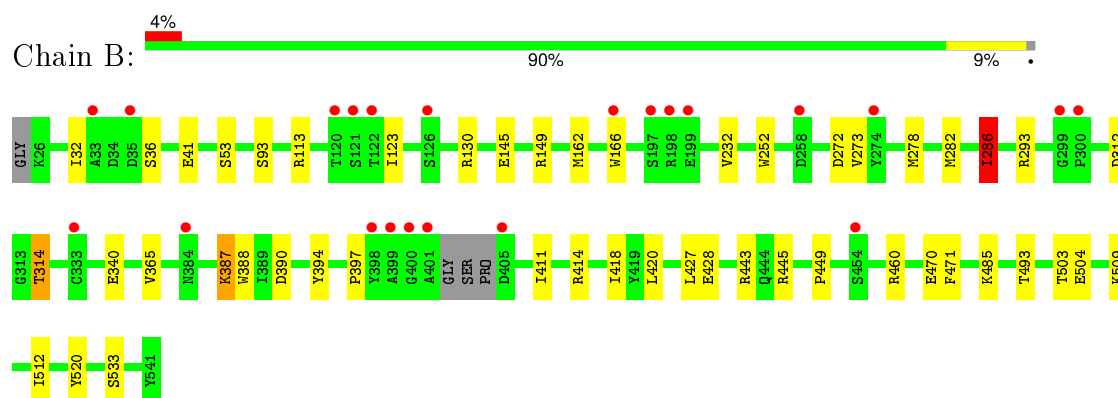 4%
Chain B:
90% 9% •
GLY K26 I32 A33 D34 D35 S36 E41 S53 S93 R113 T120 S121 T122 I123 S126 R130 E145 R149 M162 W166 S197 R198 E199 V232 W252 D258 D272 V273 Y274 M278 M282 I286 R293 G299 P300 D312
G313 T314 C333 E340 V365 N384 K387 W388 I389 D390 Y394 P397 Y398 A399 G400 A401 GLY SER PRO D405 I411 R414 I418 Y419 L420 L427 E428 R443 Q444 R445 P449 S454 R460 E470 F471 K485 T493 T503 E504 K509
I512 Y520 S533 Y541